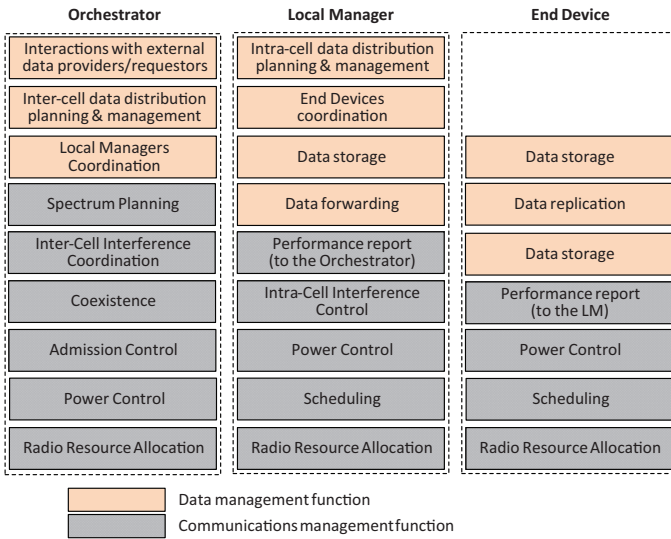 Orchestrator
Interactions with external
data providers/requestors
Inter-cell data distribution
planning & management
Local Managers
Coordination
Spectrum Planning
Inter-Cell Interference
Coordination
Coexistence
Admission Control
Power Control
Radio Resource Allocation
Local Manager
Intra-cell data distribution
planning & management
End Devices
coordination
Data storage
Data forwarding
Performance report
(to the Orchestrator)
Intra-Cell Interference
Control
Power Control
Scheduling
Radio Resource Allocation
End Device
Data storage
Data replication
Data storage
Performance report
(to the LM)
Power Control
Scheduling
Radio Resource Allocation
Data management function
Communications management function